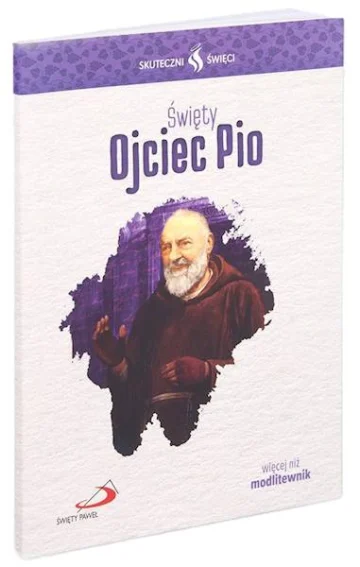 SKUTECZNI ŚWIĘCI
Święty
Ojciec Pio
więcej niż
modlitewnik
ŚWIĘTY PAWEŁ